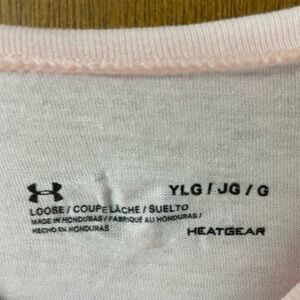 YLG / JG / G
LOOSE / COUPE LÂCHE / SUELTO
MADE IN HONDURAS / FABRIQUÉ AU HONDURAS /
HECHO EN HONDURAS
HEATGEAR